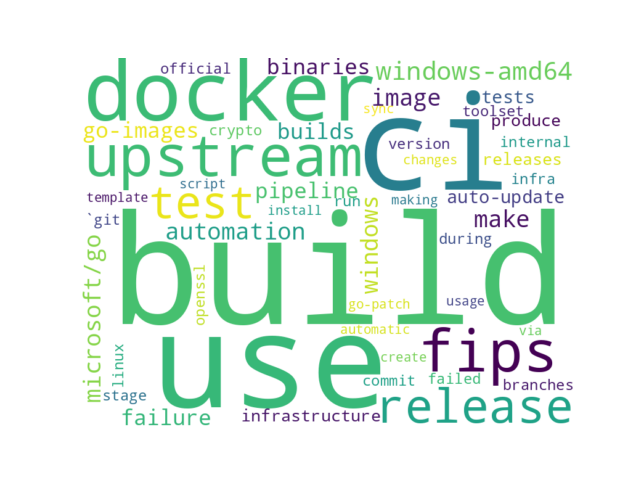 official
binaries
windows-amd64
docker
image
tests
sync
toolset
produce
ci
go-images
crypto
builds
version
internal
upstream
changes
releases
script
infra
template
test
pipeline
run
making
auto-update
install
`git
automation
windows
make
during
build
microsoft/go
openssl
go-patch
usage
automatic
via
use
fips
linux
create
stage
commit
failed
branches
release
failure
infrastructure